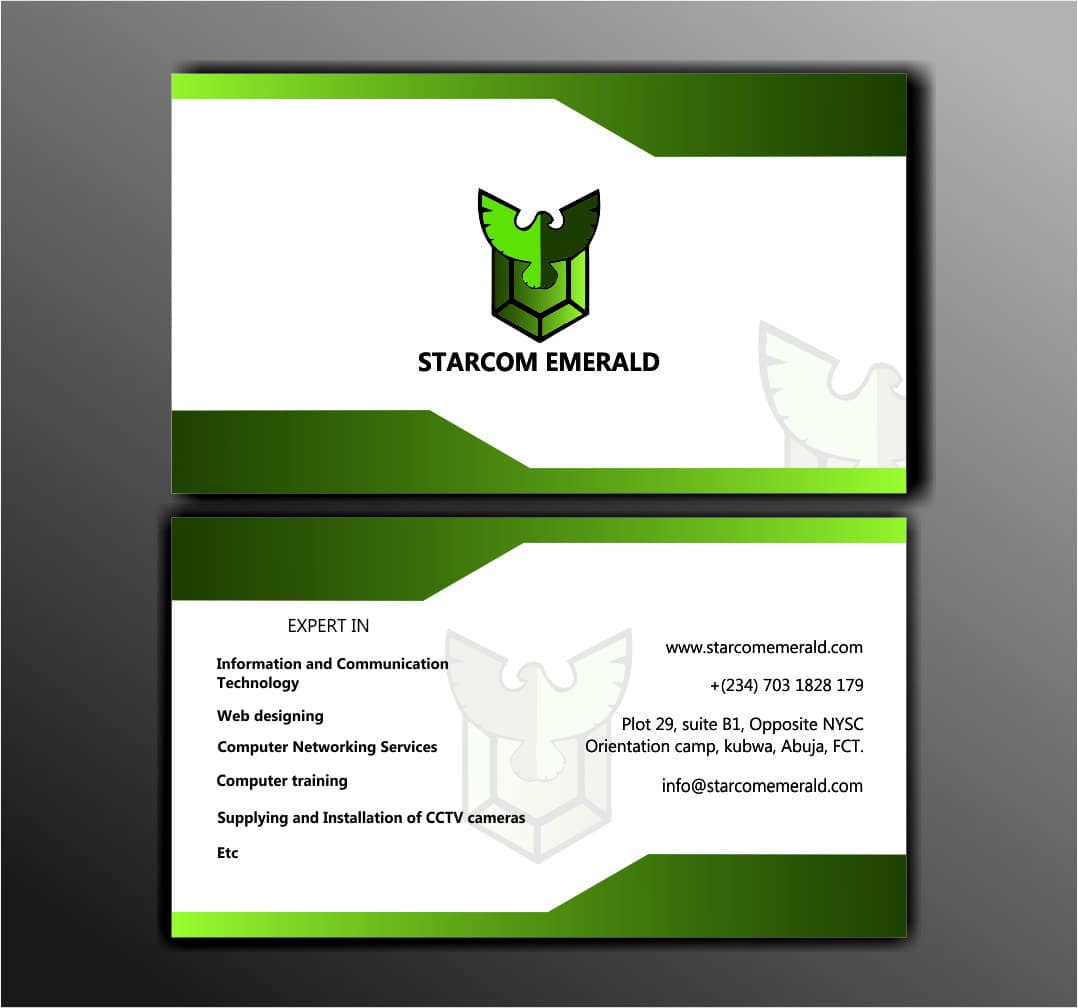 STARCOM EMERALD
EXPERT IN
Information and Communication
Technology
Web designing
Computer Networking Services
Computer training
Supplying and Installation of CCTV cameras
Etc
www.starcomemerald.com
+(234) 703 1828 179
Plot 29, suite B1, Opposite NYSC
Orientation camp, kubwa, Abuja, FCT.
info@starcomemerald.com